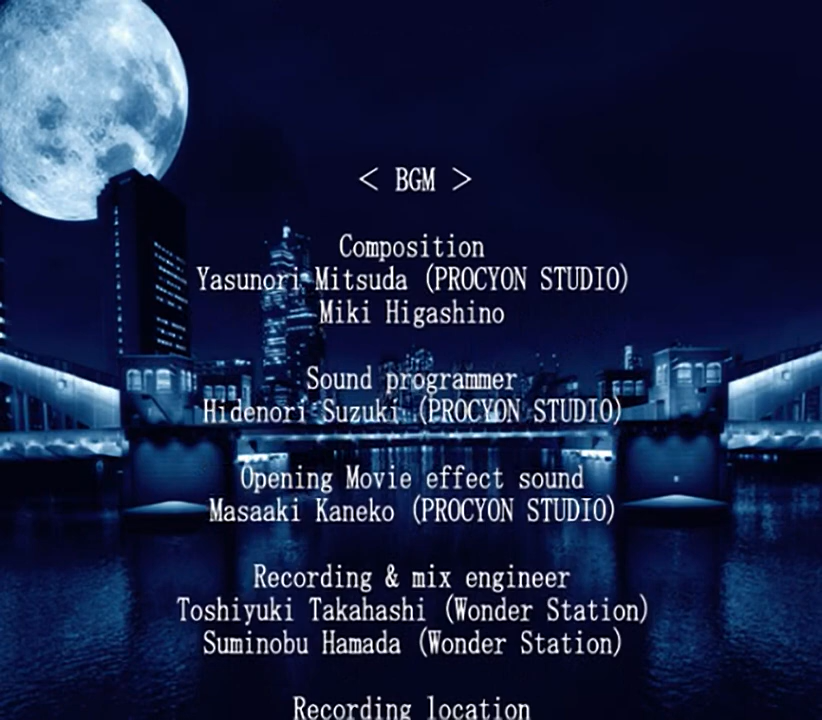 < BGM >
Composition
Yasunori Mitsuda (PROCYON STUDIO)
Miki Higashino
Sound programmer
Hidenori Suzuki (PROCYON STUDIO)
Opening Movie effect sound
Masaaki Kaneko (PROCYON STUDIO)
Recording & mix engineer
Toshiyuki Takahashi (Wonder Station)
Suminobu Hamada (Wonder Station)
Recording location